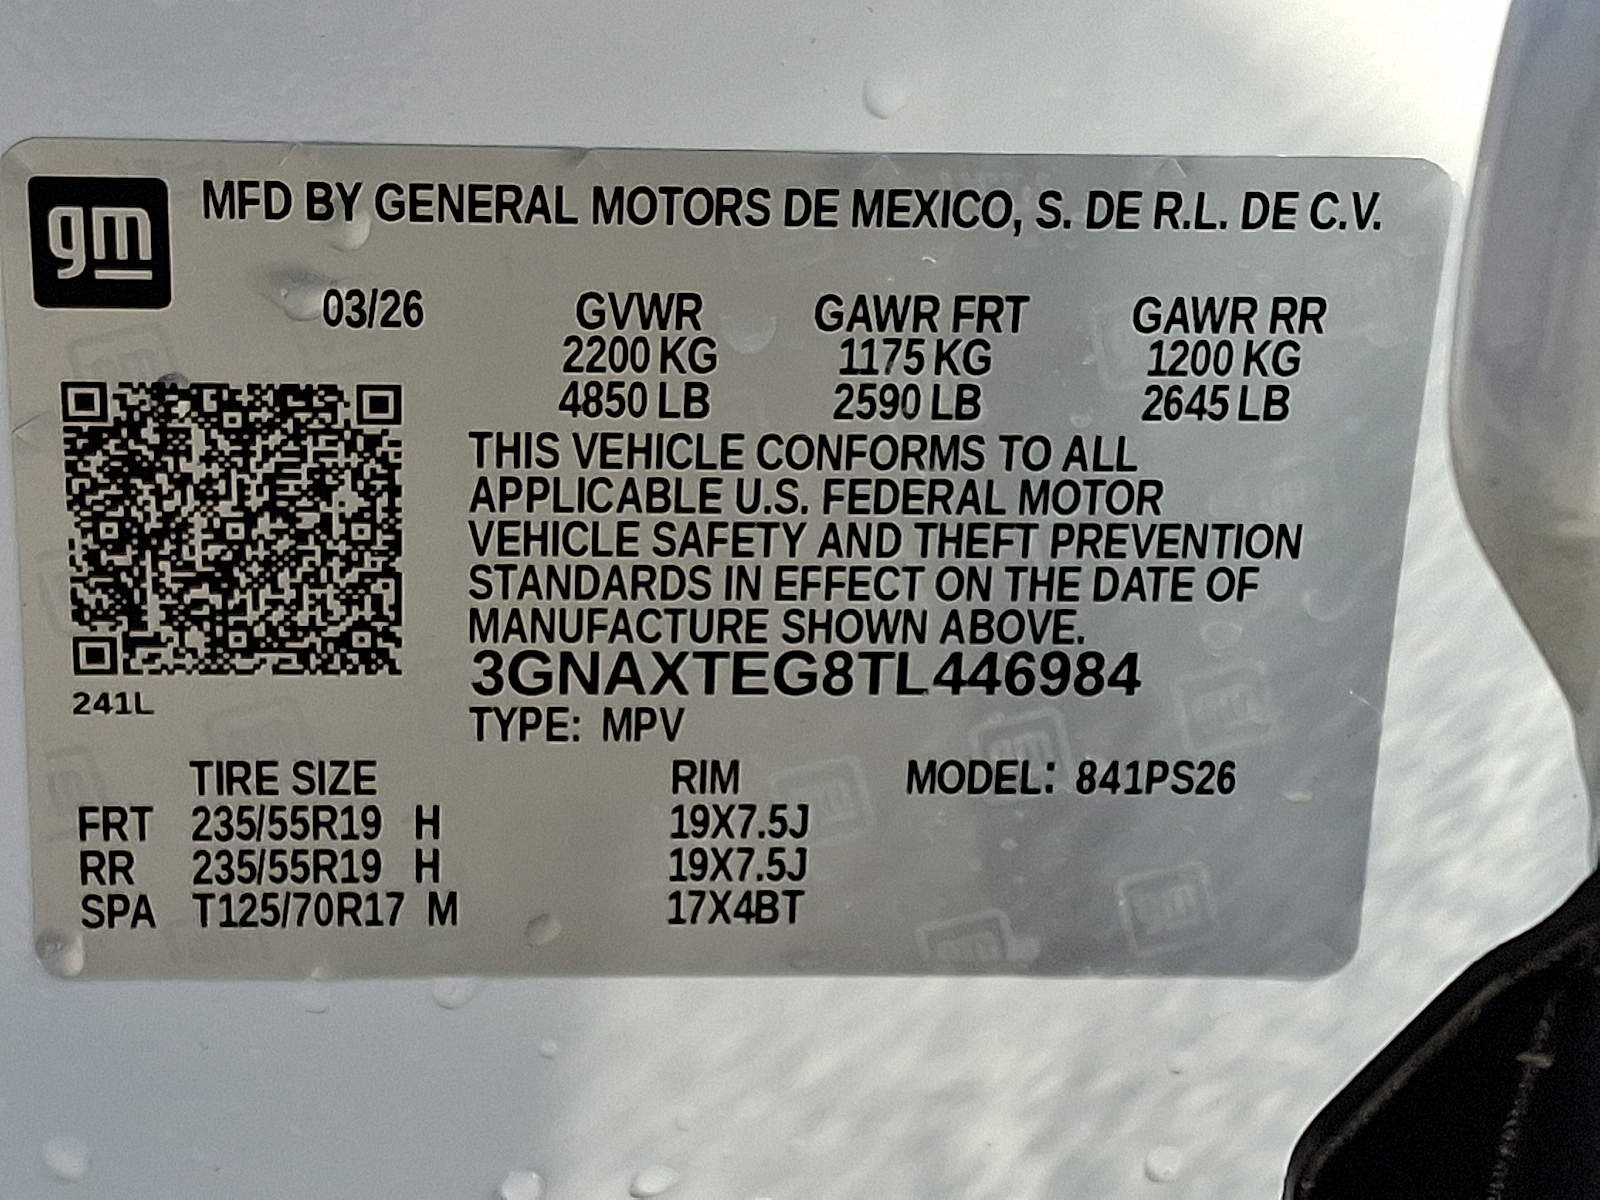 gm
MFD BY GENERAL MOTORS DE MEXICO, S. DE R.L. DE C.V.
03/26 GVWR GAWR FRT GAWR RR
2200 KG 1175 KG 1200 KG
4850 LB 2590 LB 2645 LB
THIS VEHICLE CONFORMS TO ALL
APPLICABLE U.S. FEDERAL MOTOR
VEHICLE SAFETY AND THEFT PREVENTION
STANDARDS IN EFFECT ON THE DATE OF
MANUFACTURE SHOWN ABOVE.
3GNAXTEG8TL446984
241L
TYPE: MPV
TIRE SIZE RIM MODEL: 841PS26
FRT 235/55R19 H 19X7.5J
RR 235/55R19 H 19X7.5J
SPA T125/70R17 M 17X4BT